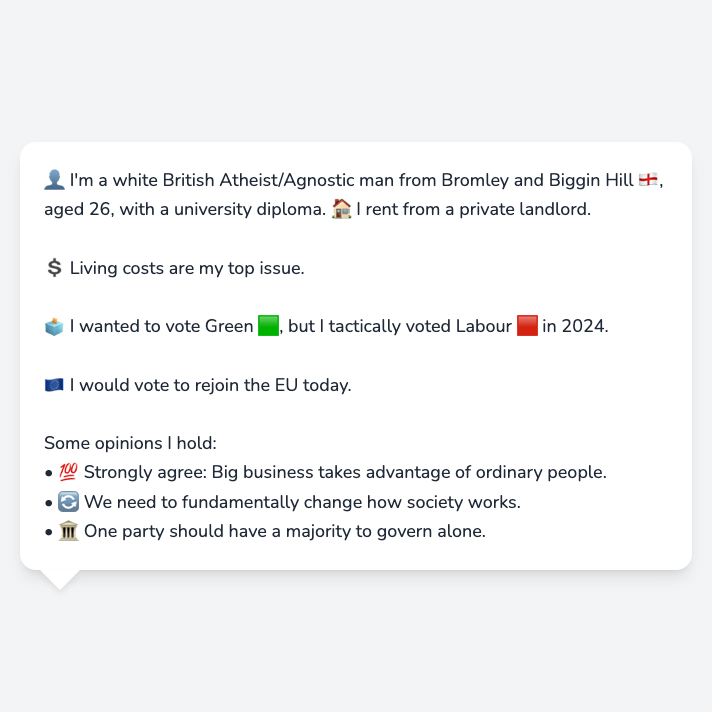 👤 I'm a white British Atheist/Agnostic man from Bromley and Biggin Hill 🏴󠁧󠁢󠁥󠁮󠁧󠁿,
aged 26, with a university diploma. 🏠 I rent from a private landlord.
💲 Living costs are my top issue.
🗳️ I wanted to vote Green 🟩, but I tactically voted Labour 🟥 in 2024.
🇪🇺 I would vote to rejoin the EU today.
Some opinions I hold:
• 💯 Strongly agree: Big business takes advantage of ordinary people.
• 🔄 We need to fundamentally change how society works.
• 🏛️ One party should have a majority to govern alone.